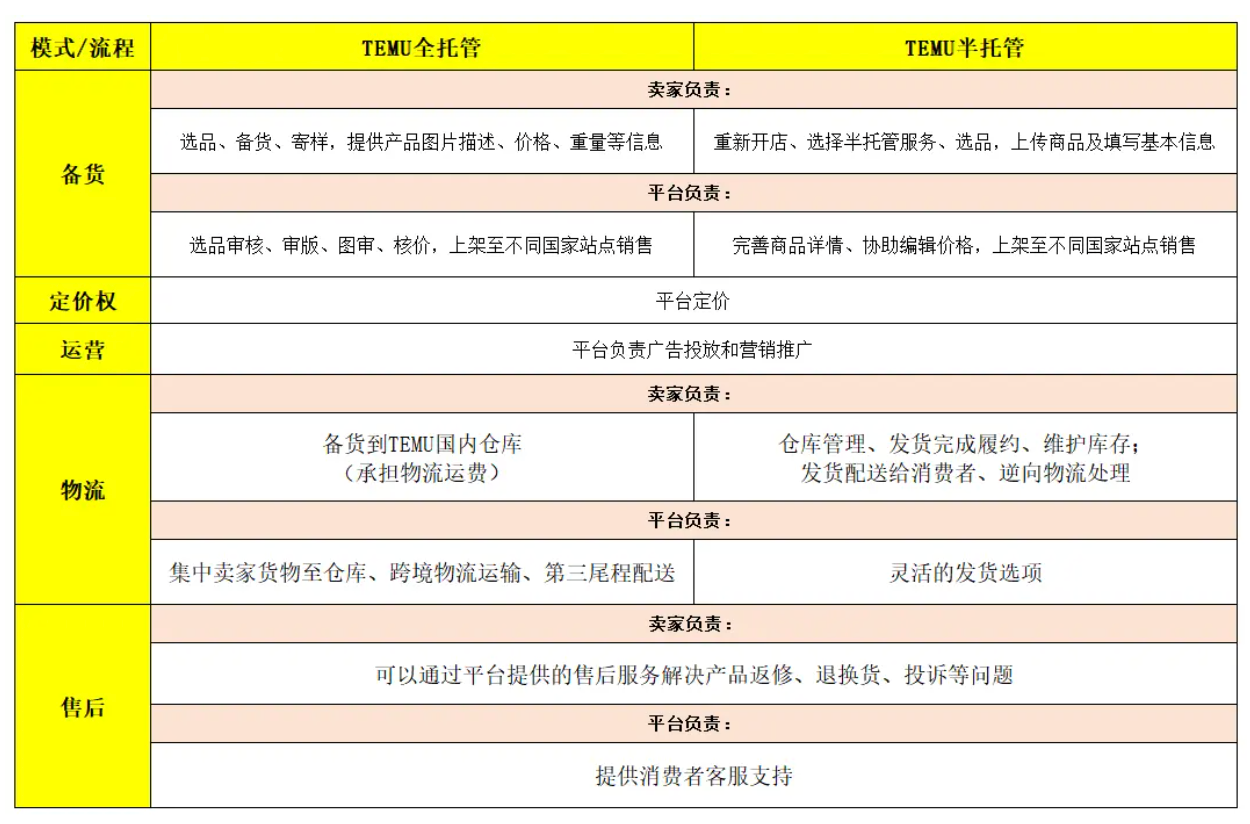 模式/流程
TEMU全托管
TEMU半托管
备货
卖家负责：
选品、备货、寄样，提供产品图片描述、价格、重量等信息
重新开店、选择半托管服务、选品，上传商品及填写基本信息
平台负责：
选品审核、审版、图审、核价，上架至不同国家站点销售
完善商品详情、协助编辑价格，上架至不同国家站点销售
定价权
平台定价
运营
平台负责广告投放和营销推广
物流
卖家负责：
备货到TEMU国内仓库
（承担物流运费）
仓库管理、发货完成履约、维护库存；
发货配送给消费者、逆向物流处理
平台负责：
集中卖家货物至仓库、跨境物流运输、第三尾程配送
灵活的发货选项
售后
卖家负责：
可以通过平台提供的售后服务解决产品返修、退换货、投诉等问题
平台负责：
提供消费者客服支持